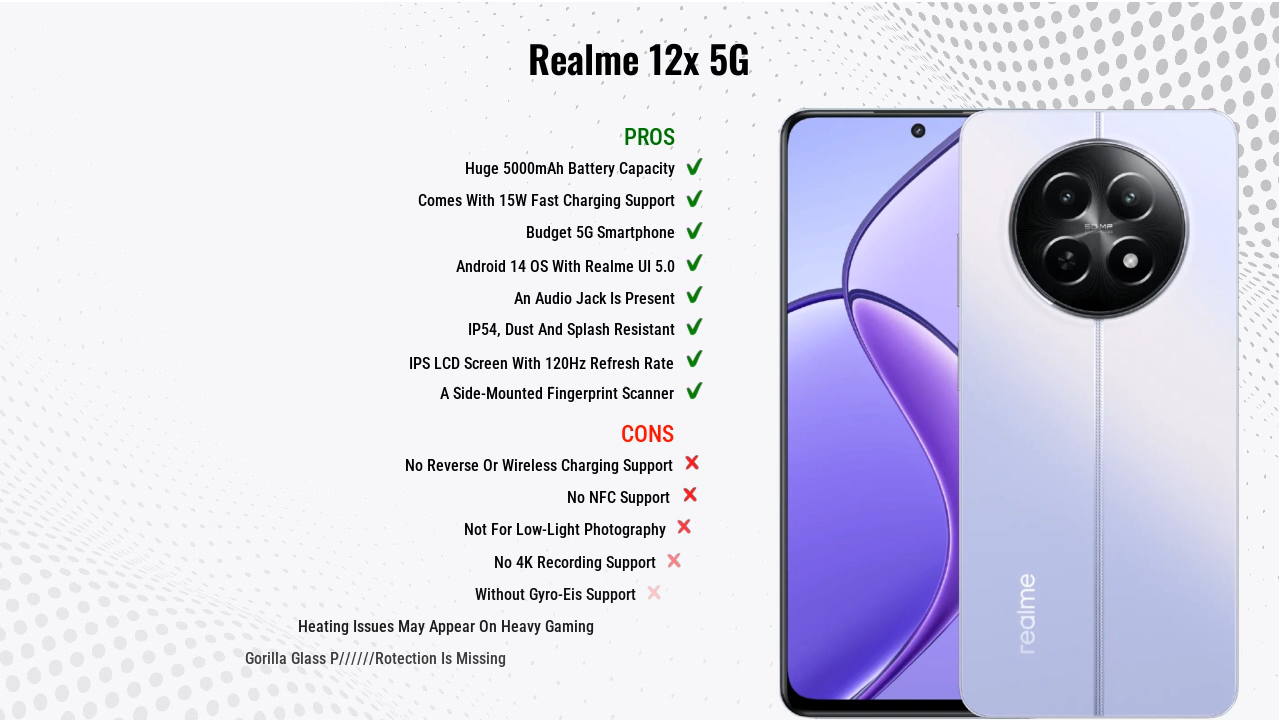 Realme 12x 5G
PROS
Huge 5000mAh Battery Capacity
Comes With 15W Fast Charging Support
Budget 5G Smartphone
Android 14 OS With Realme UI 5.0
An Audio Jack Is Present
IP54, Dust And Splash Resistant
IPS LCD Screen With 120Hz Refresh Rate
A Side-Mounted Fingerprint Scanner
CONS
No Reverse Or Wireless Charging Support
No NFC Support
Not For Low-Light Photography
No 4K Recording Support
Without Gyro-Eis Support
Heating Issues May Appear On Heavy Gaming
Gorilla Glass P//////Rotection Is Missing
realme